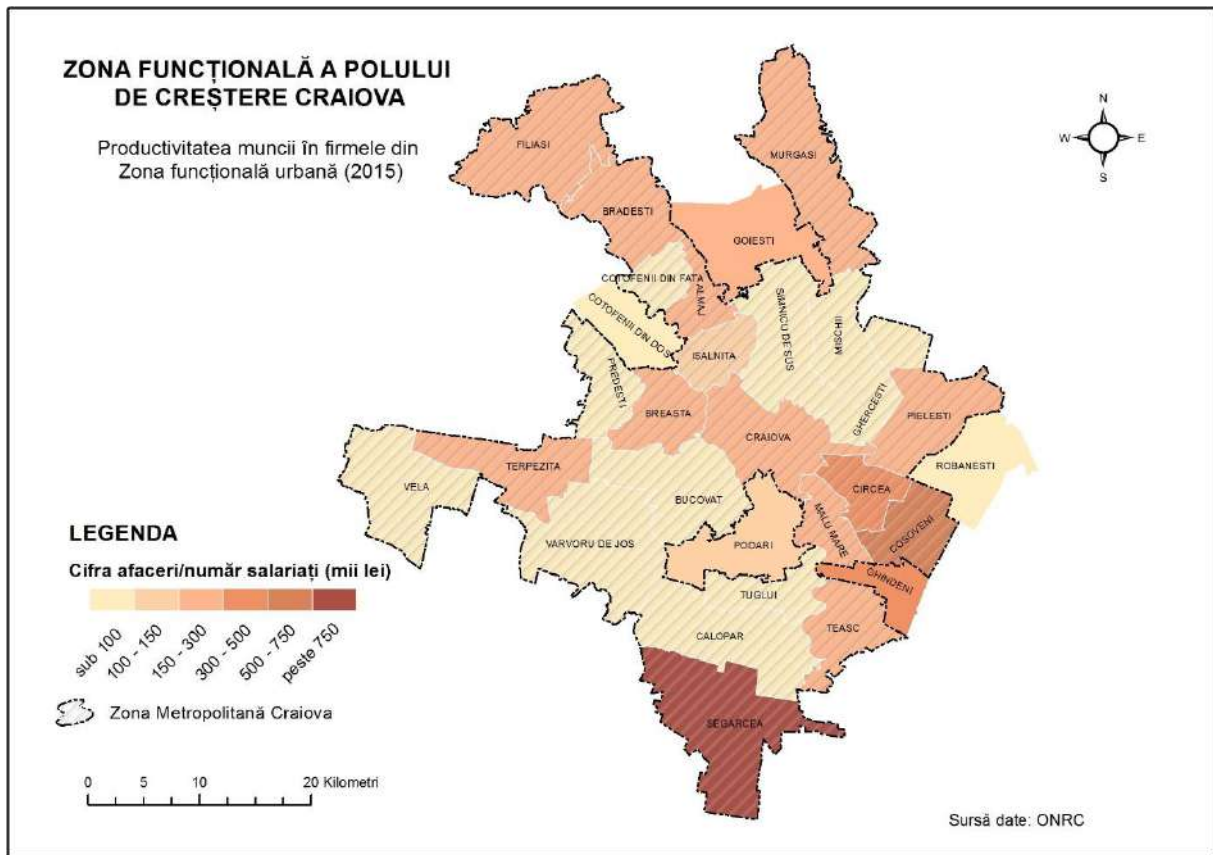 ZONA FUNCȚIONALĂ A POLULUI
DE CREȘTERE CRAIOVA
Productivitatea muncii în firmele din
Zona funcțională urbană (2015)
N
W
E
S
FILIASI
MURGASI
BRADESTI
GOIESTI
COTOFENII DIN FATA
ALMAJ
COTOFENII DIN DOS
SIMNICU DE SUS
MISCHII
ISALNITA
PREDESTI
BREASTA
GHERCESTI
PIELESTI
CRAIOVA
TERPEZITA
ROBANESTI
VELA
CIRCEA
BUCOVAT
MALU MARE
COSOVENI
VARVORU DE JOS
PODARI
GHINDENI
TUGLUI
TEASC
CALOPAR
SEGARCEA
LEGENDA
Cifra afaceri/număr salariați (mii lei)
sub 100
100 - 150
150 - 300
300 - 500
500 - 750
peste 750
Zona Metropolitană Craiova
0 5 10 20 Kilometri
Sursă date: ONRC